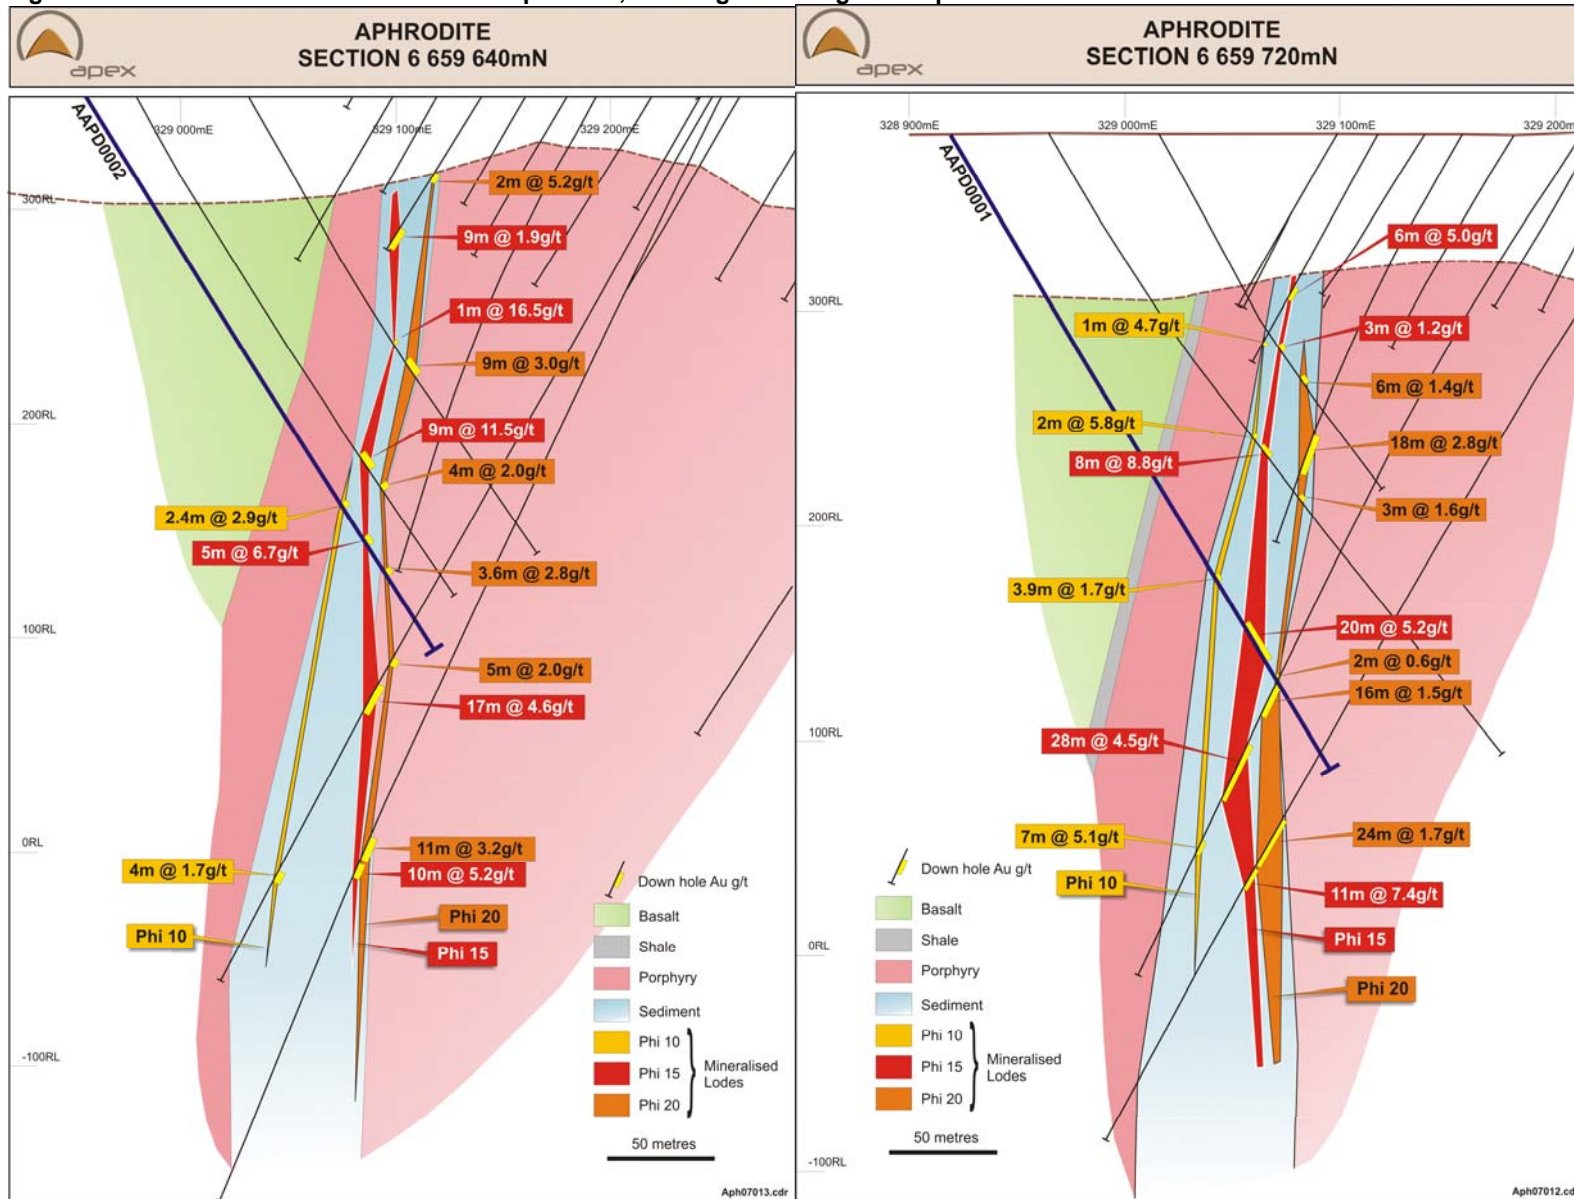 APHRODITE
SECTION 6 659 640mN
apex
AAPD0002
329 000mE
329 100mE
329 200mE
300RL
2m @ 5.2g/t
9m @ 1.9g/t
1m @ 16.5g/t
9m @ 3.0g/t
200RL
9m @ 11.5g/t
4m @ 2.0g/t
2.4m @ 2.9g/t
5m @ 6.7g/t
3.6m @ 2.8g/t
100RL
5m @ 2.0g/t
17m @ 4.6g/t
0RL
11m @ 3.2g/t
4m @ 1.7g/t
10m @ 5.2g/t
Phi 20
Phi 10
Phi 15
-100RL
Down hole Au g/t
Basalt
Shale
Porphyry
Sediment
Phi 10
Phi 15
Phi 20
Mineralised
Lodes
50 metres
Aph07013.cdr
APHRODITE
SECTION 6 659 720mN
apex
328 900mE
329 000mE
329 100mE
329 200m
AAPD0001
6m @ 5.0g/t
300RL
1m @ 4.7g/t
3m @ 1.2g/t
6m @ 1.4g/t
2m @ 5.8g/t
18m @ 2.8g/t
8m @ 8.8g/t
3m @ 1.6g/t
200RL
3.9m @ 1.7g/t
20m @ 5.2g/t
2m @ 0.6g/t
16m @ 1.5g/t
100RL
28m @ 4.5g/t
7m @ 5.1g/t
24m @ 1.7g/t
Phi 10
11m @ 7.4g/t
Phi 15
0RL
Phi 20
-100RL
Down hole Au g/t
Basalt
Shale
Porphyry
Sediment
Phi 10
Phi 15
Phi 20
Mineralised
Lodes
50 metres
Aph07012.cd